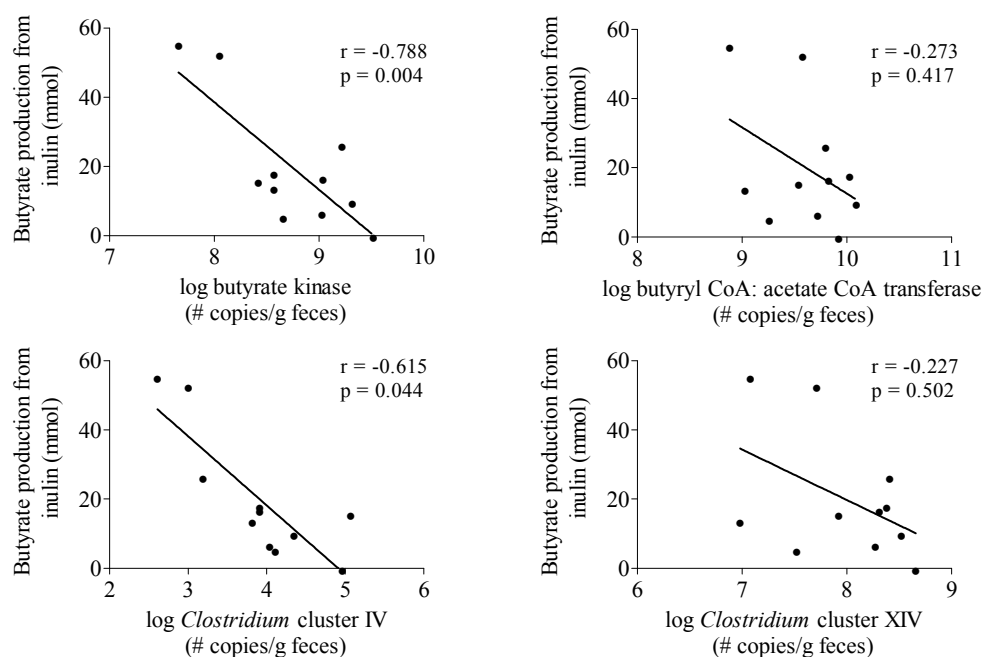 Butyrate production from
inulin (mmol)
60
40
20
0
7
8
9
10
r = -0.788
p = 0.004
log butyrate kinase
(# copies/g feces)
Butyrate production from
inulin (mmol)
60
40
20
0
8
9
10
11
r = -0.273
p = 0.417
log butyryl CoA: acetate CoA transferase
(# copies/g feces)
Butyrate production from
inulin (mmol)
60
40
20
0
2
3
4
5
6
r = -0.615
p = 0.044
log Clostridium cluster IV
(# copies/g feces)
Butyrate production from
inulin (mmol)
60
40
20
0
6
7
8
9
r = -0.227
p = 0.502
log Clostridium cluster XIV
(# copies/g feces)